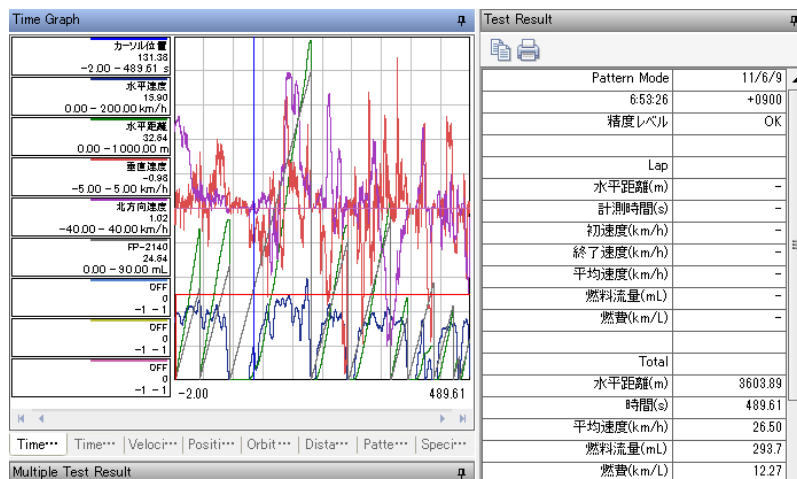 Time Graph
カーソル位置
131.38
-2.00 - 489.61 s
水平速度
15.90
0.00 - 200.00 km/h
水平距離
32.64
0.00 -1000.00 m
垂直速度
-0.98
-5.00 - 5.00 km/h
北方向速度
1.02
-40.00 - 40.00 km/h
FP-2140
24.64
0.00 - 90.00 mL
OFF
0
-1 - 1
OFF
0
-1 - 1
OFF
0
-1 - 1
-2.00 489.61
Time… Time… Veloci… Positi… Orbit… Dista… Patte… Speci…
Multiple Test Result
Test Result
Pattern Mode 11/6/9
6:53:26 +0900
精度レベル OK
Lap
水平距離(m) -
計測時間(s) -
初速度(km/h) -
終了速度(km/h) -
平均速度(km/h) -
燃料流量(mL) -
燃費(km/L) -
Total
水平距離(m) 3603.89
時間(s) 489.61
平均速度(km/h) 26.50
燃料流量(mL) 293.7
燃費(km/L) 12.27